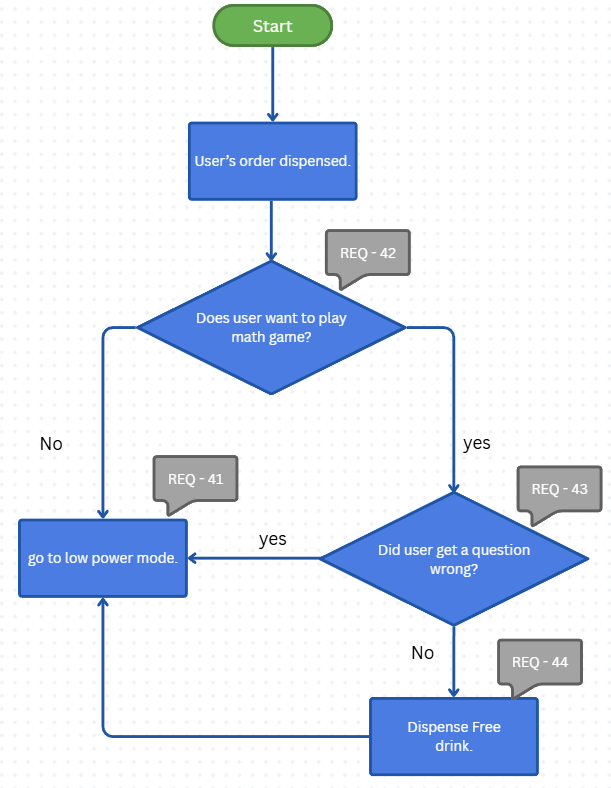 Start
User's order dispensed.
REQ - 42
Does user want to play
math game?
No
yes
REQ - 41
REQ - 43
go to low power mode.
yes
Did user get a question
wrong?
No
REQ - 44
Dispense Free
drink.